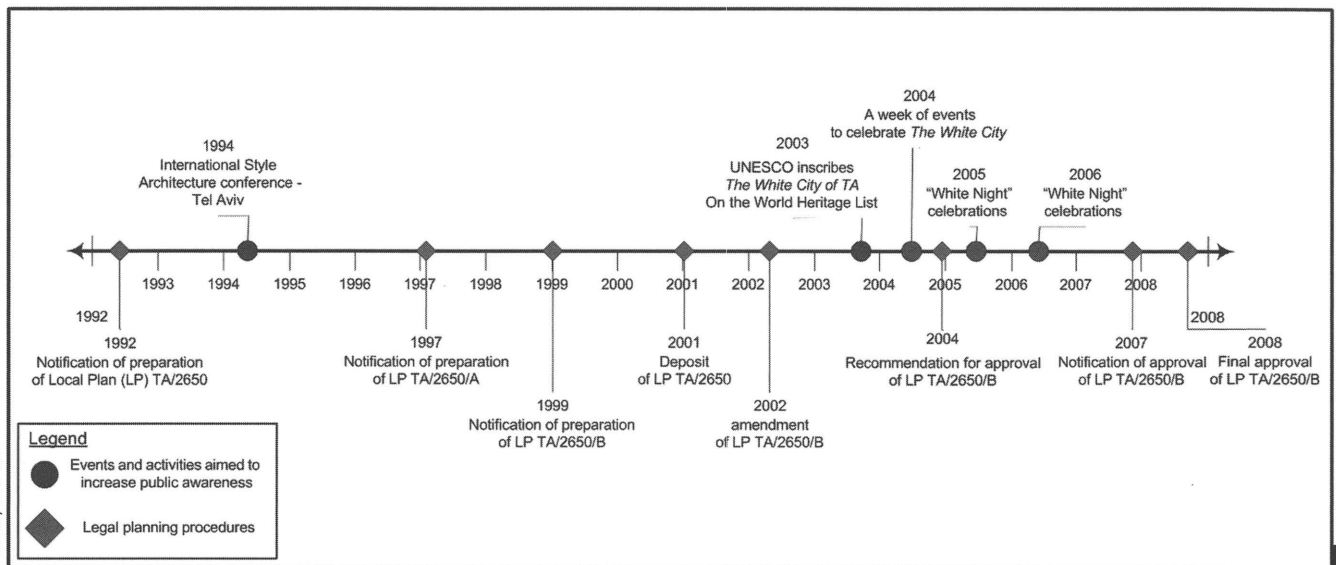 1994
International Style
Architecture conference -
Tel Aviv
2003
UNESCO inscribes
The White City of TA
On the World Heritage List
2004
A week of events
to celebrate The White City
2005
“White Night”
celebrations
2006
“White Night”
celebrations
1992
1993
1994
1995
1996
1997
1998
1999
2000
2001
2002
2003
2004
2005
2006
2007
2008
2008
1992
Notification of preparation
of Local Plan (LP) TA/2650
1997
Notification of preparation
of LP TA/2650/A
1999
Notification of preparation
of LP TA/2650/B
2001
Deposit
of LP TA/2650
2002
amendment
of LP TA/2650/B
2004
Recommendation for approval
of LP TA/2650/B
2007
Notification of approval
of LP TA/2650/B
2008
Final approval
of LP TA/2650/B
Legend
Events and activities aimed to
increase public awareness
Legal planning procedures